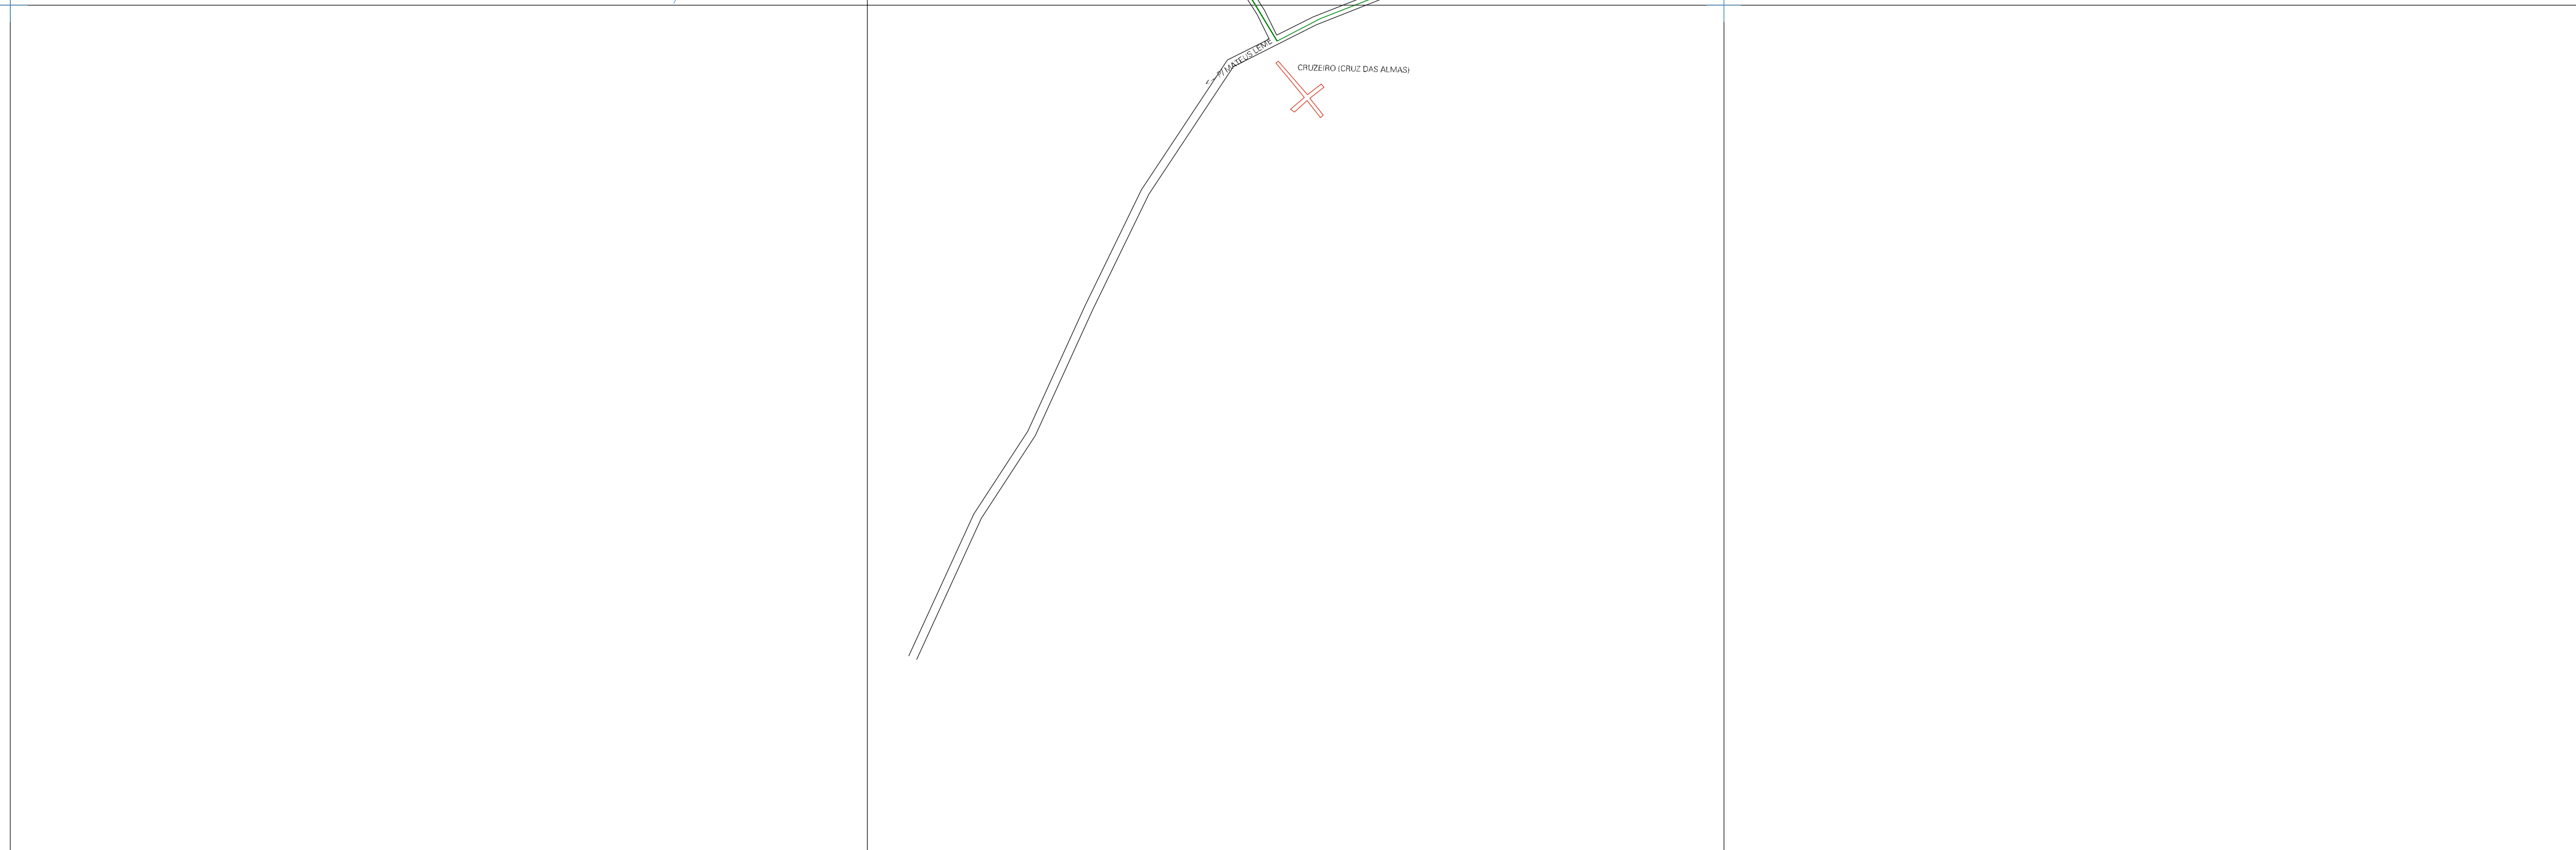 <-- P/ MATEUS LEME
CRUZEIRO (CRUZ DAS ALMAS)